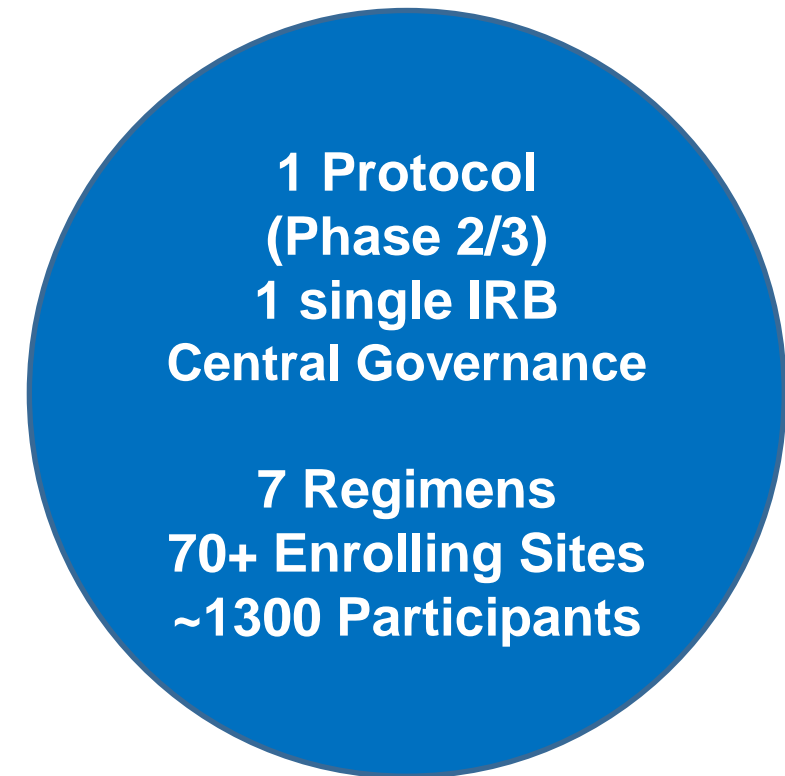 1 Protocol
(Phase 2/3)
1 single IRB
Central Governance
7 Regimens
70+ Enrolling Sites
~1300 Participants